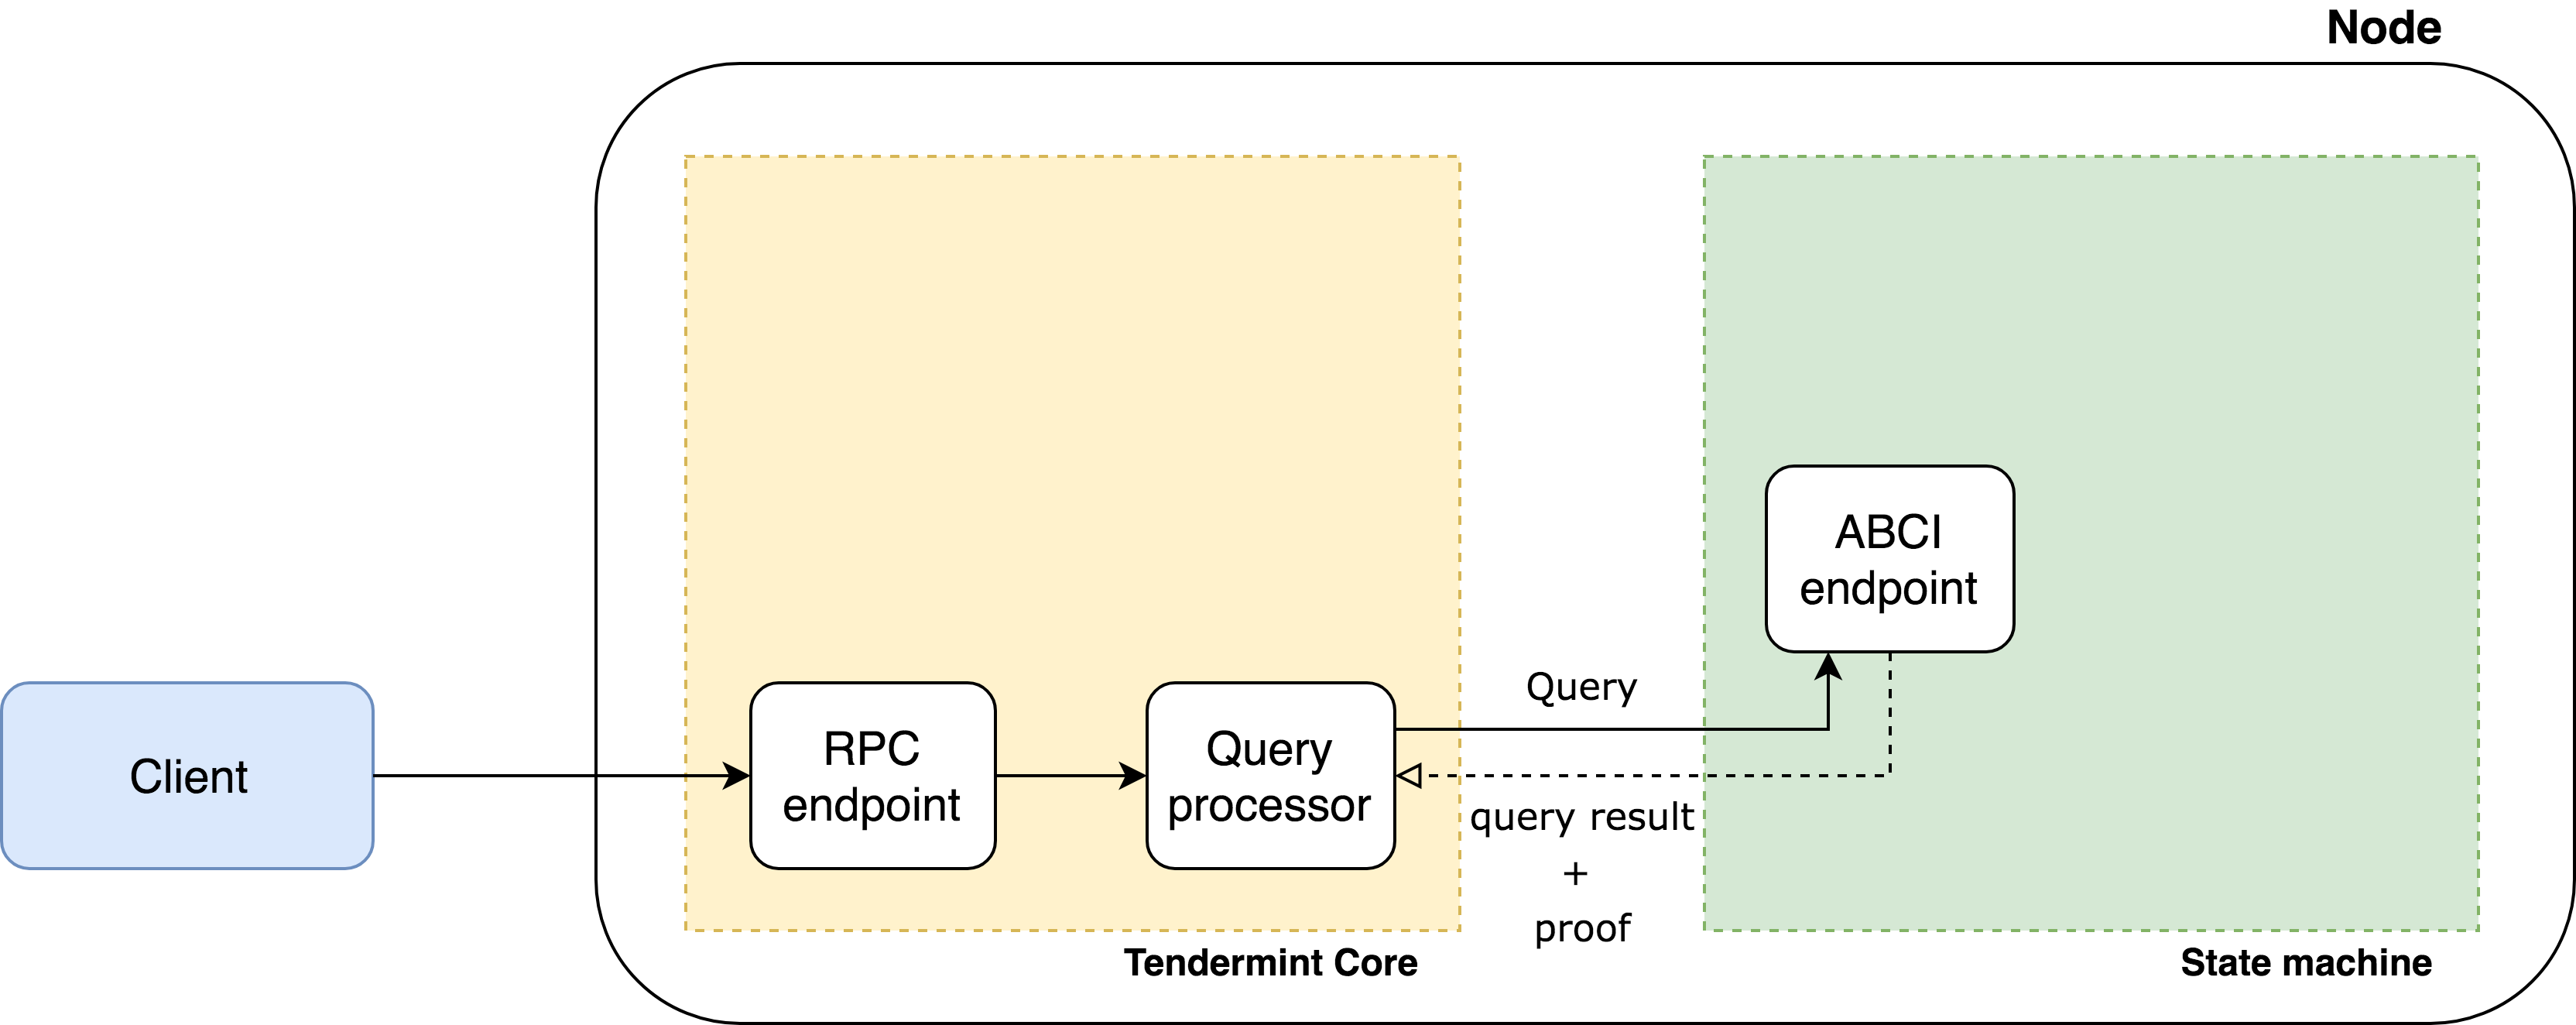 Node
ABCI
endpoint
Client
RPC
endpoint
Query
processor
Query
query result
+
proof
Tendermint Core
State machine